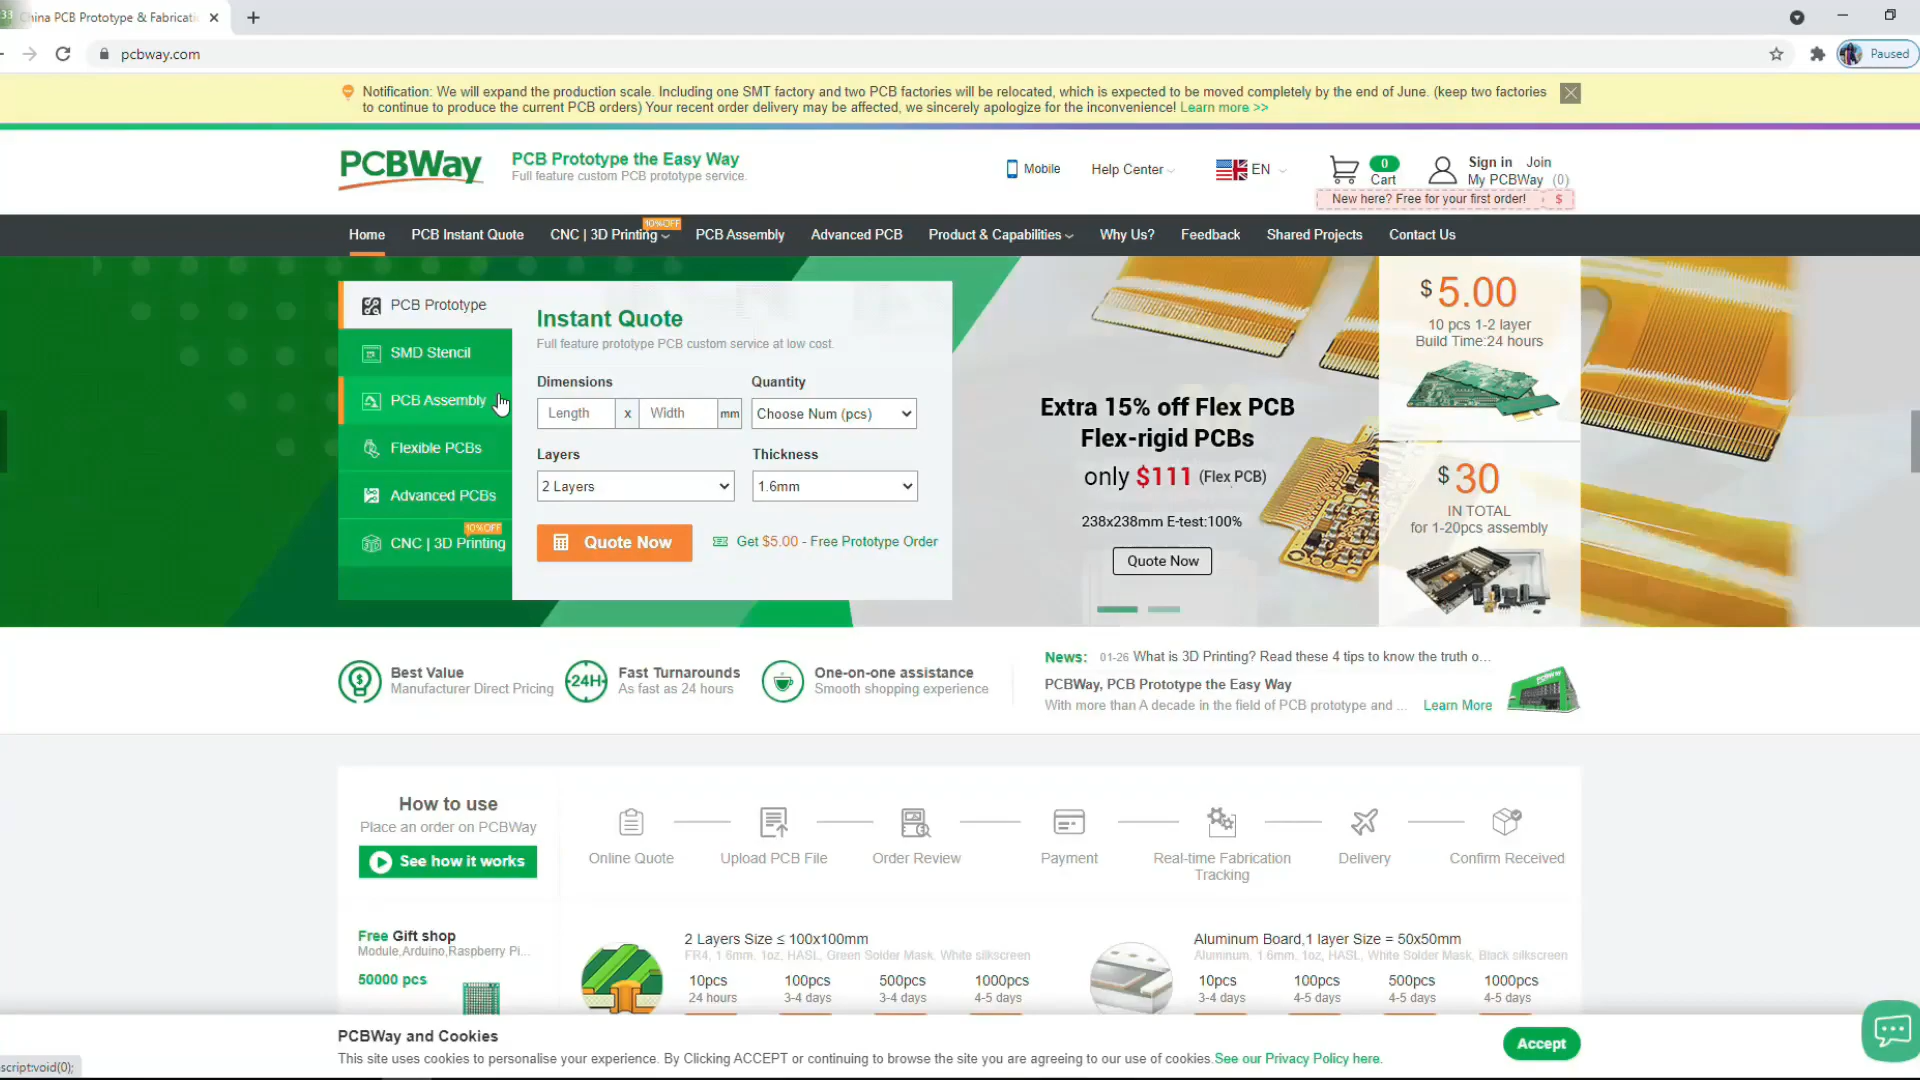 33
China PCB Prototype & Fabricati
pcbway.com
Paused
Notification: We will expand the production scale. Including one SMT factory and two PCB factories will be relocated, which is expected to be moved completely by the end of June. (keep two factories
to continue to produce the current PCB orders) Your recent order delivery may be affected, we sincerely apologize for the inconvenience! Learn more >>
PCBWay
PCB Prototype the Easy Way
Full feature custom PCB prototype service.
Mobile
Help Center
EN
0
Cart
Sign in Join
My PCBWay (0)
New here? Free for your first order! › $
10%OFF
Home
PCB Instant Quote
CNC | 3D Printing
PCB Assembly
Advanced PCB
Product & Capabilities
Why Us?
Feedback
Shared Projects
Contact Us
PCB Prototype
SMD Stencil
PCB Assembly
Flexible PCBs
Advanced PCBs
10%OFF
CNC | 3D Printing
Instant Quote
Full feature prototype PCB custom service at low cost.
Dimensions
Quantity
Length x Width mm
Choose Num (pcs)
Layers
Thickness
2 Layers
1.6mm
Quote Now
Get $5.00 - Free Prototype Order
Extra 15% off Flex PCB
Flex-rigid PCBs
only $111 (Flex PCB)
238x238mm E-test:100%
Quote Now
$ 5.00
10 pcs 1-2 layer
Build Time:24 hours
$ 30
IN TOTAL
for 1-20pcs assembly
Best Value
Manufacturer Direct Pricing
24H
Fast Turnarounds
As fast as 24 hours
One-on-one assistance
Smooth shopping experience
News: 01-26 What is 3D Printing? Read these 4 tips to know the truth o...
PCBWay, PCB Prototype the Easy Way
With more than A decade in the field of PCB prototype and ... Learn More
How to use
Place an order on PCBWay
See how it works
Online Quote
Upload PCB File
Order Review
Payment
Real-time Fabrication
Tracking
Delivery
Confirm Received
Free Gift shop
Module,Arduino,Raspberry Pi...
50000 pcs
2 Layers Size ≤ 100x100mm
FR4, 1.6mm, 1oz, HASL, Green Solder Mask, White silkscreen
10pcs 100pcs 500pcs 1000pcs
24 hours 3-4 days 3-4 days 4-5 days
Aluminum Board,1 layer Size = 50x50mm
Aluminum, 1.6mm, 1oz, HASL, White Solder Mask, Black silkscreen
10pcs 100pcs 500pcs 1000pcs
3-4 days 4-5 days 4-5 days 4-5 days
PCBWay and Cookies
This site uses cookies to personalise your experience. By Clicking ACCEPT or continuing to browse the site you are agreeing to our use of cookies.See our Privacy Policy here.
Accept
script:void(0);